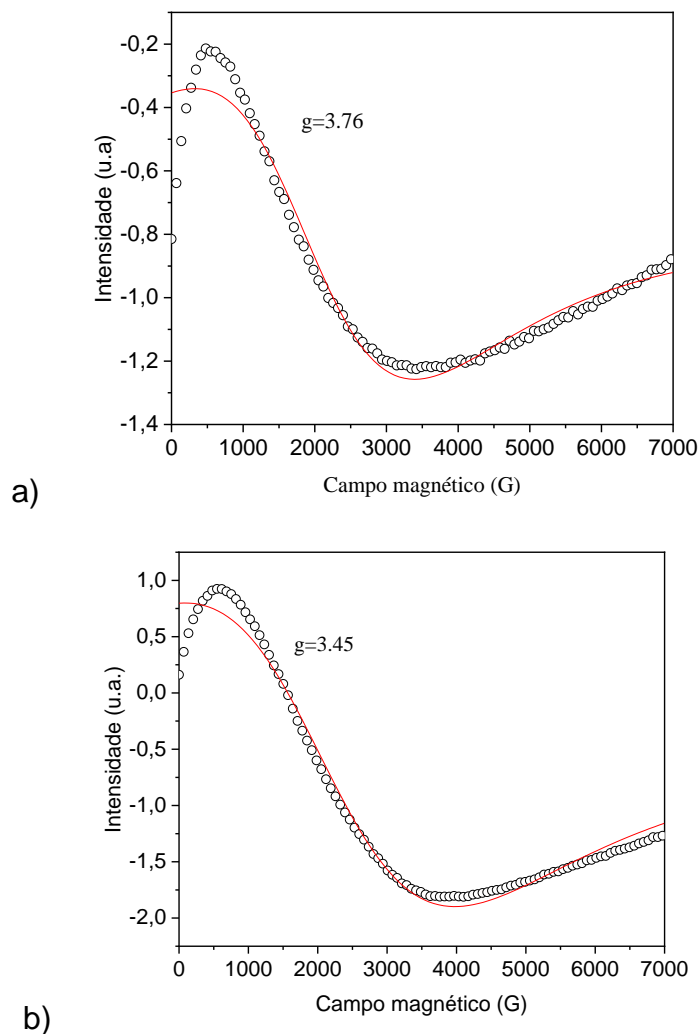 -0,2
-0,4
-0,6
-0,8
-1,0
-1,2
-1,4
Intensidade (u.a)
g=3.76
0 1000 2000 3000 4000 5000 6000 7000
Campo magnético (G)
a)
1,0
0,5
0,0
-0,5
-1,0
-1,5
-2,0
Intensidade (u.a.)
g=3.45
0 1000 2000 3000 4000 5000 6000 7000
Campo magnético (G)
b)